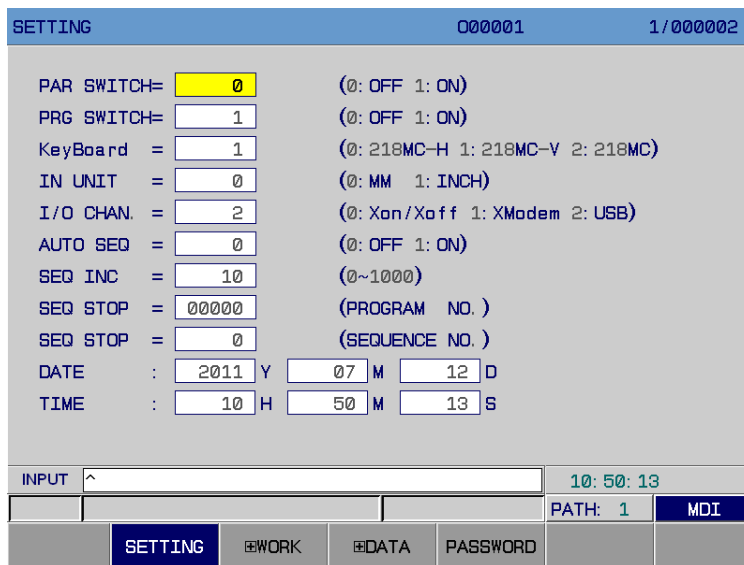 SETTING O00001 1/000002
PAR SWITCH= 0 (0: OFF 1: ON)
PRG SWITCH= 1 (0: OFF 1: ON)
KeyBoard = 1 (0: 218MC-H 1: 218MC-V 2: 218MC)
IN UNIT = 0 (0: MM 1: INCH)
I/O CHAN. = 2 (0: Xon/Xoff 1: XModem 2: USB)
AUTO SEQ = 0 (0: OFF 1: ON)
SEQ INC = 10 (0~1000)
SEQ STOP = 00000 (PROGRAM NO. )
SEQ STOP = 0 (SEQUENCE NO. )
DATE : 2011 Y 07 M 12 D
TIME : 10 H 50 M 13 S
INPUT ^ 10: 50: 13
PATH: 1 MDI
SETTING ⊞WORK ⊞DATA PASSWORD